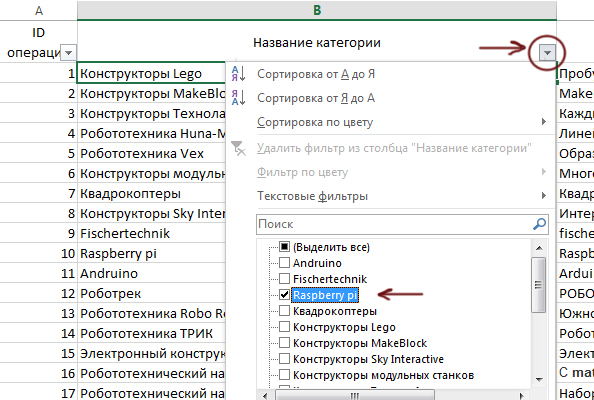 A B
ID операци Название категории
1 Конструкторы Lego Пробу
2 Конструкторы MakeBlo Make
3 Конструкторы Технола Кажд
4 Робототехника Huna-M Лине
5 Робототехника Vex Образ
6 Конструкторы модульн Много
7 Квадрокоптеры Квадр
8 Конструкторы Sky Intera Интер
9 Fischertechnik fische
10 Raspberry pi Raspb
11 Andruino Ardui
12 Роботрек РОБО
13 Робототехника Robo Ro Южно
14 Робототехника ТРИК Робот
15 Электронный конструк Элект
16 Робототехнический на С mat
17 Робототехнический на Набор
Сортировка от А до Я
Сортировка от Я до А
Сортировка по цвету
Удалить фильтр из столбца "Название категории"
Фильтр по цвету
Текстовые фильтры
Поиск
(Выделить все)
Andruino
Fischertechnik
Raspberry pi
Квадрокоптеры
Конструкторы Lego
Конструкторы MakeBlock
Конструкторы Sky Interactive
Конструкторы модульных станков